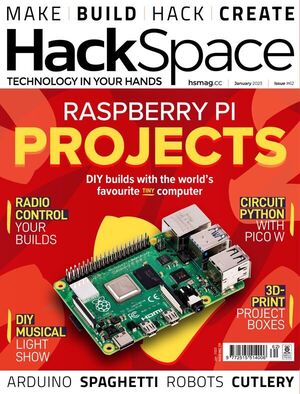 MAKE | BUILD | HACK | CREATE
HackSpace
TECHNOLOGY IN YOUR HANDS
hsmag.cc | January 2023 | Issue #62
RASPBERRY PI
PROJECTS
DIY builds with the world's
favourite TINY computer
RADIO
CONTROL
YOUR
BUILDS
CIRCUIT
PYTHON
WITH
PICO W
DIY
MUSICAL
LIGHT
SHOW
3D-
PRINT
PROJECT
BOXES
HDMI
ARDUINO SPAGHETTI ROBOTS CUTLERY